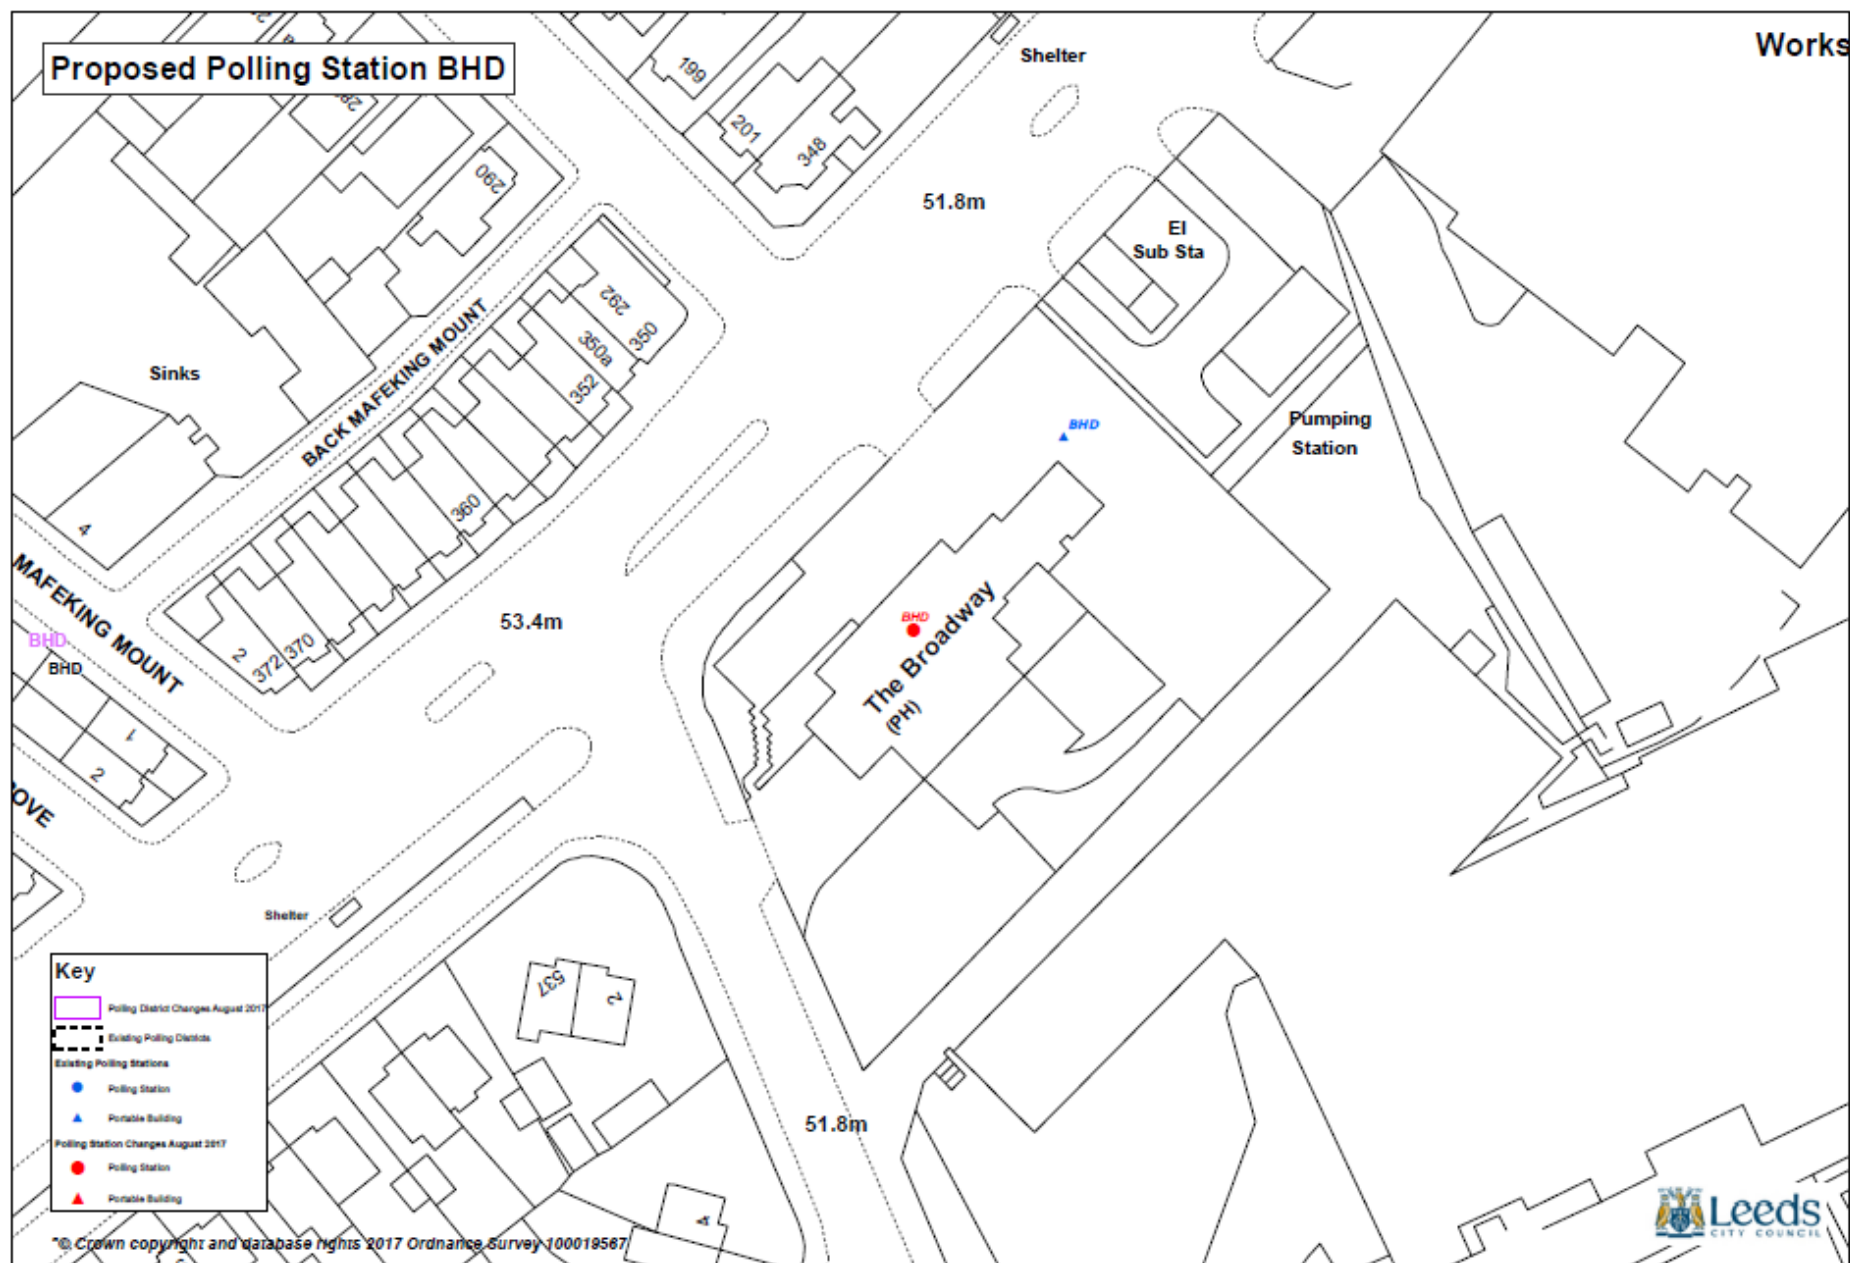 Proposed Polling Station BHD
Works
Shelter
199
201
348
290
51.8m
El
Sub Sta
292
350a
350
352
Sinks
BACK MAFEKING MOUNT
BHD
Pumping
Station
360
4
MAFEKING MOUNT
53.4m
BHD
The Broadway
(PH)
BHD
BHD
2
372
370
1
2
OVE
Shelter
537
2
51.8m
Key
Polling District Changes August 2017
Existing Polling Districts
Existing Polling Stations
Polling Station
Portable Building
Polling Station Changes August 2017
Polling Station
Portable Building
"© Crown copyright and database rights 2017 Ordnance Survey 100019567
Leeds
CITY COUNCIL